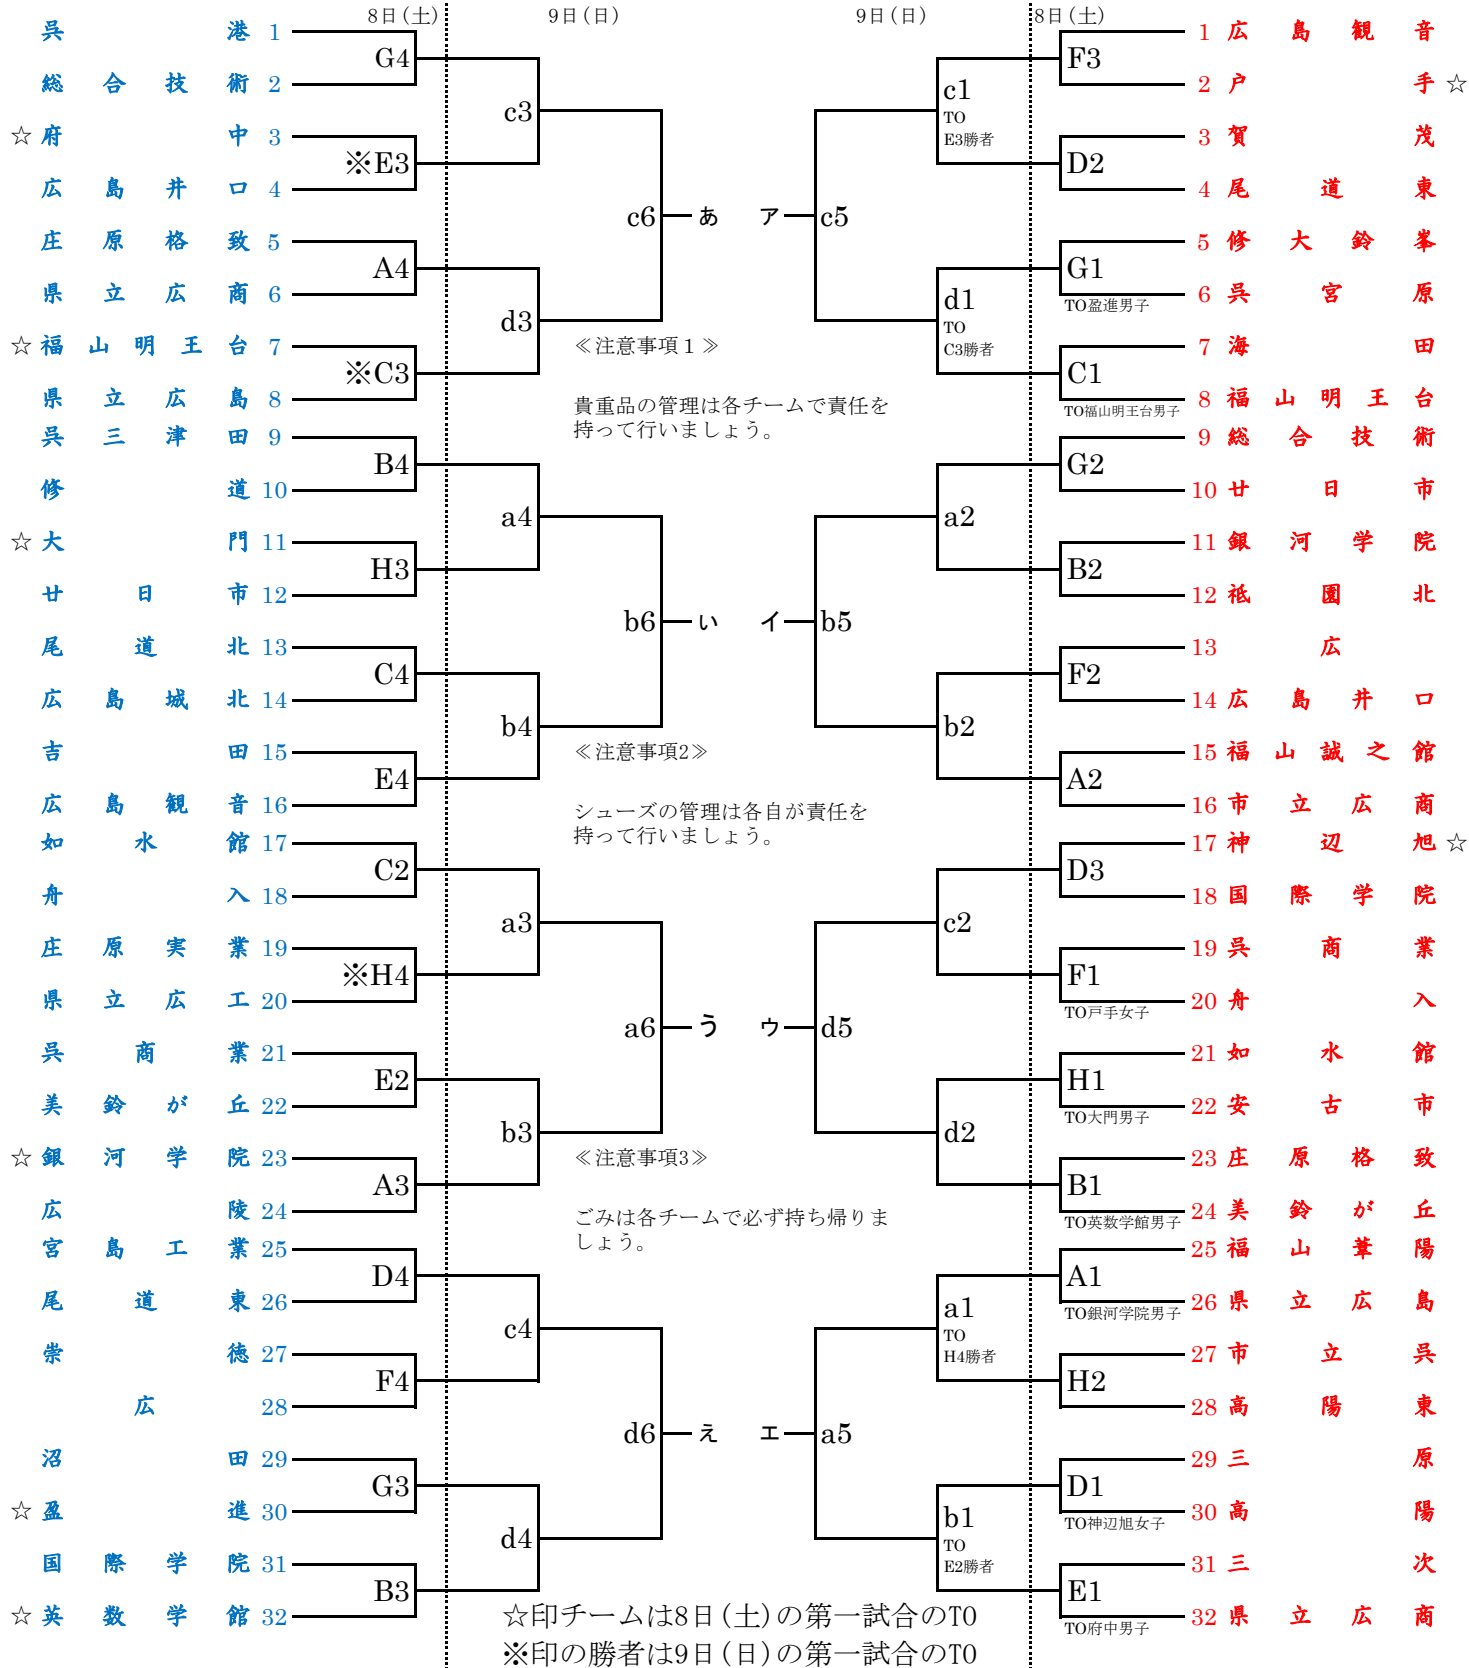 8日(土) 9日(日) 9日(日) 8日(土)
呉港 1
G4
総合技術 2
c3
☆府中 3
※E3
広島井口 4
c6 あ
庄原格致 5
A4
県立広商 6
d3
☆福山明王台 7
※C3
県立広島 8
呉三津田 9
B4
修道 10
a4
☆大門 11
H3
廿日市 12
b6 い
尾道北 13
C4
広島城北 14
b4
吉田 15
E4
広島観音 16
如水館 17
C2
舟入 18
a3
庄原実業 19
※H4
県立広工 20
a6 う
呉商業 21
E2
美鈴が丘 22
b3
☆銀河学院 23
A3
広陵 24
宮島工業 25
D4
尾道東 26
c4
崇徳 27
F4
広 28
d6 え
沼田 29
G3
☆盈進 30
d4
国際学院 31
B3
☆英数学館 32
≪注意事項１≫
貴重品の管理は各チームで責任を
持って行いましょう。
≪注意事項2≫
シューズの管理は各自が責任を
持って行いましょう。
≪注意事項3≫
ごみは各チームで必ず持ち帰りま
しょう。
1 広島観音
F3
2 戸手☆
c1
TO
E3勝者
3 賀茂
D2
4 尾道東
ア c5
5 修大鈴峯
G1
6 呉宮原
TO盈進男子
d1
TO
C3勝者
7 海田
C1
8 福山明王台
TO福山明王台男子
9 総合技術
G2
10 廿日市
a2
11 銀河学院
B2
12 祗園北
イ b5
13 広
F2
14 広島井口
b2
15 福山誠之館
A2
16 市立広商
17 神辺旭☆
D3
18 国際学院
c2
19 呉商業
F1
20 舟入
TO戸手女子
ウ d5
21 如水館
H1
22 安古市
TO大門男子
d2
23 庄原格致
B1
24 美鈴が丘
TO英数学館男子
25 福山葦陽
A1
26 県立広島
TO銀河学院男子
a1
TO
H4勝者
27 市立呉
H2
28 高陽東
エ a5
29 三原
D1
30 高陽
TO神辺旭女子
b1
TO
E2勝者
31 三次
E1
32 県立広商
TO府中男子
☆印チームは8日(土)の第一試合のTO
※印の勝者は9日(日)の第一試合のTO